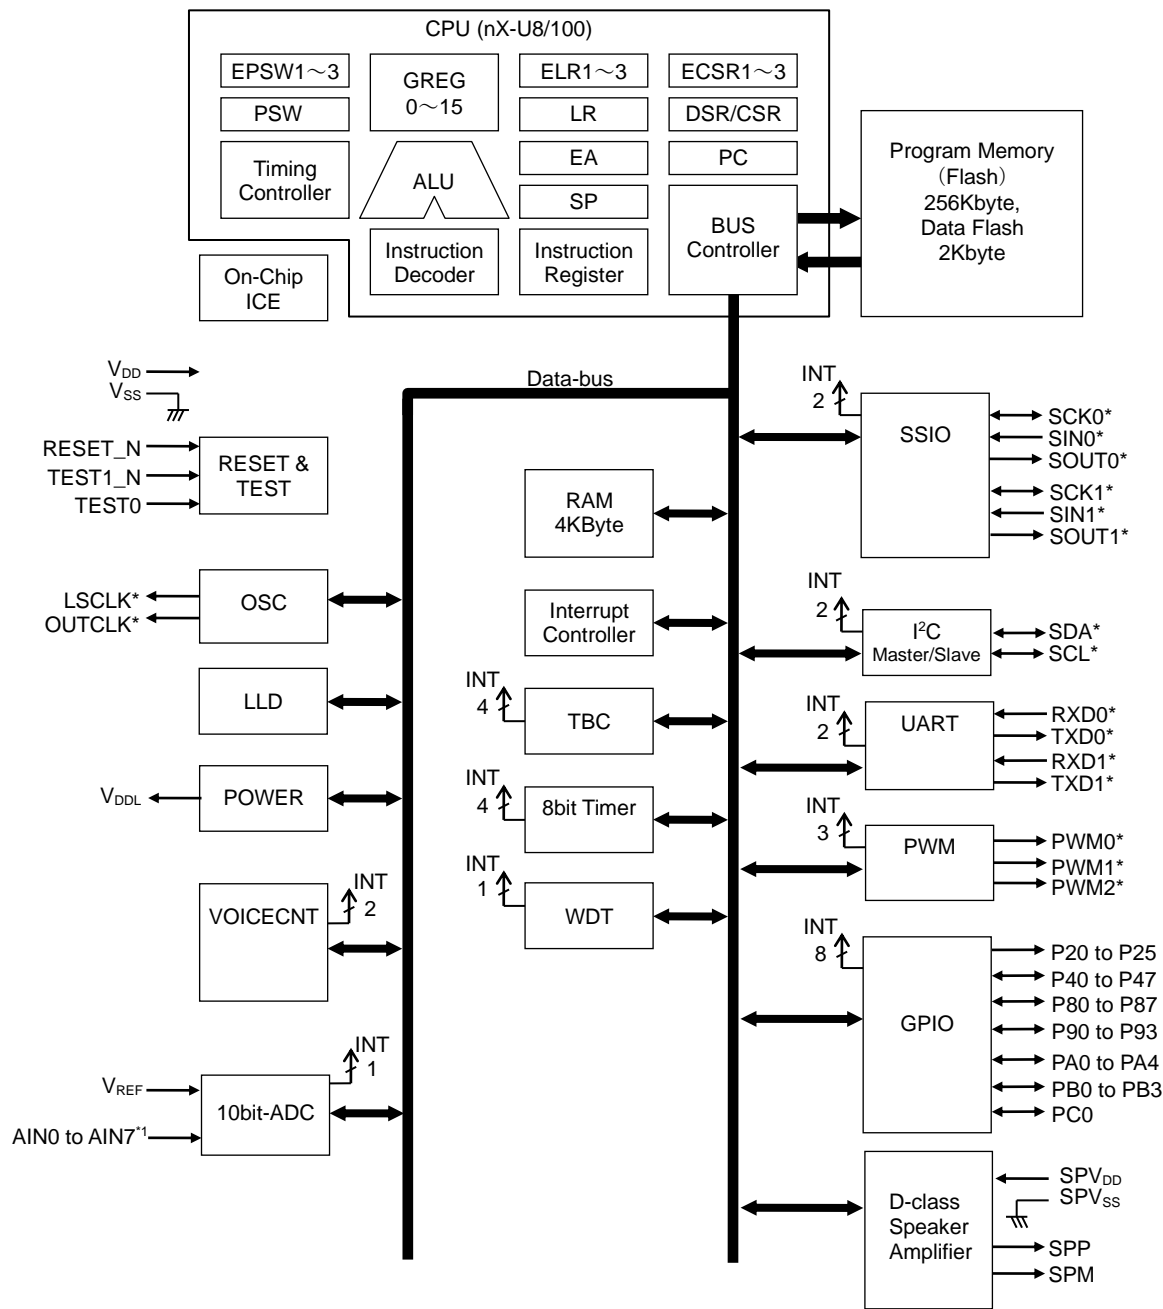 CPU (nX-U8/100)
EPSW1～3
GREG
0～15
ELR1～3
ECSR1～3
PSW
LR
DSR/CSR
Timing
Controller
ALU
EA
PC
SP
BUS
Controller
Instruction
Decoder
Instruction
Register
Program Memory
(Flash)
256Kbyte,
Data Flash
2Kbyte
On-Chip
ICE
VDD
VSS
Data-bus
RESET_N
TEST1_N
TEST0
RESET &
TEST
LSCLK*
OUTCLK*
OSC
LLD
VDDL
POWER
VOICECNT
INT
2
VREF
AIN0 to AIN7*1
10bit-ADC
INT
1
RAM
4KByte
Interrupt
Controller
INT
4
TBC
INT
4
8bit Timer
INT
1
WDT
INT
2
SSIO
SCK0*
SIN0*
SOUT0*
SCK1*
SIN1*
SOUT1*
INT
2
I²C
Master/Slave
SDA*
SCL*
INT
2
UART
RXD0*
TXD0*
RXD1*
TXD1*
INT
3
PWM
PWM0*
PWM1*
PWM2*
INT
8
GPIO
P20 to P25
P40 to P47
P80 to P87
P90 to P93
PA0 to PA4
PB0 to PB3
PC0
D-class
Speaker
Amplifier
SPVDD
SPVSS
SPP
SPM